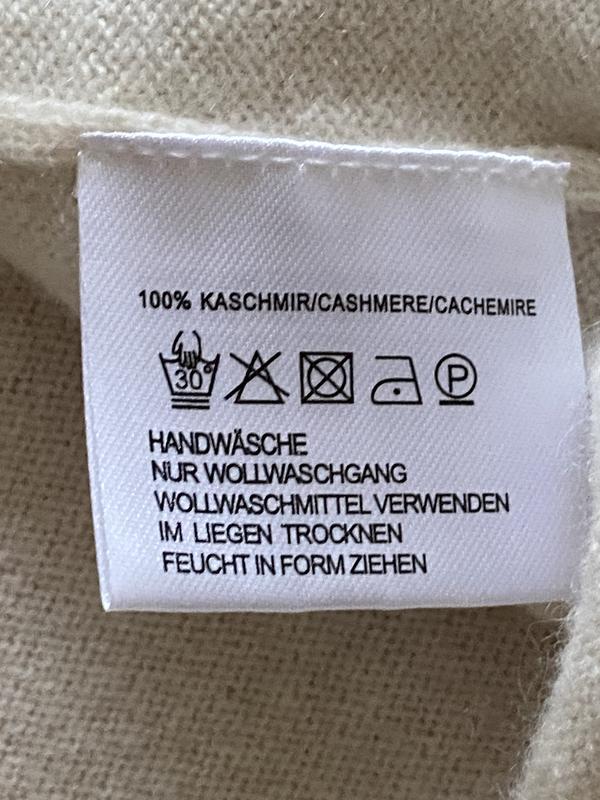 100% KASCHMIR/CASHMERE/CACHEMIRE
30° P
HANDWÄSCHE
NUR WOLLWASCHGANG
WOLLWASCHMITTEL VERWENDEN
IM LIEGEN TROCKNEN
FEUCHT IN FORM ZIEHEN